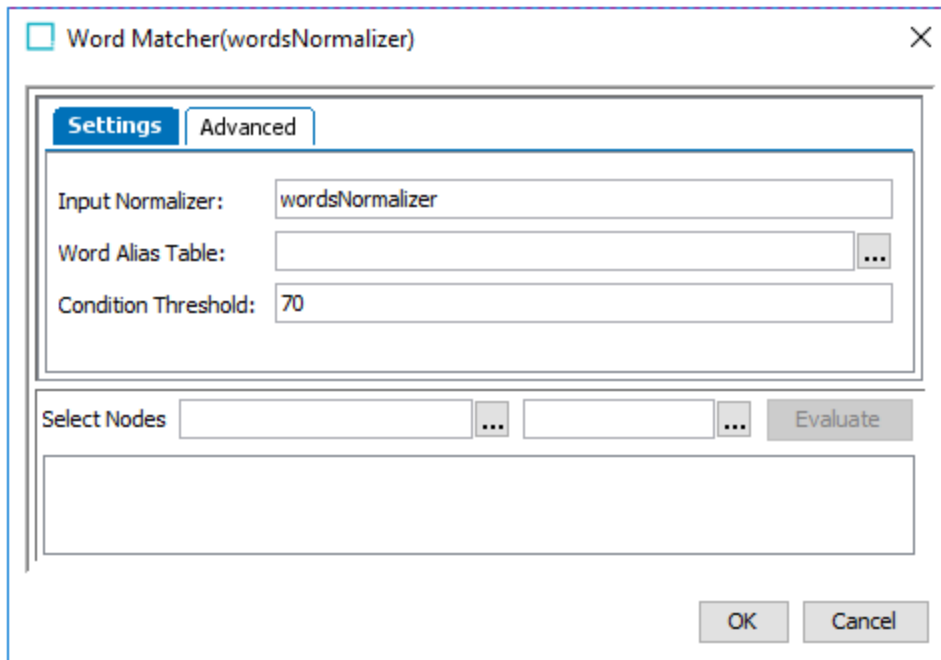 Word Matcher(wordsNormalizer)
Settings Advanced
Input Normalizer: wordsNormalizer
Word Alias Table: ...
Condition Threshold: 70
Select Nodes ... ... Evaluate
OK Cancel